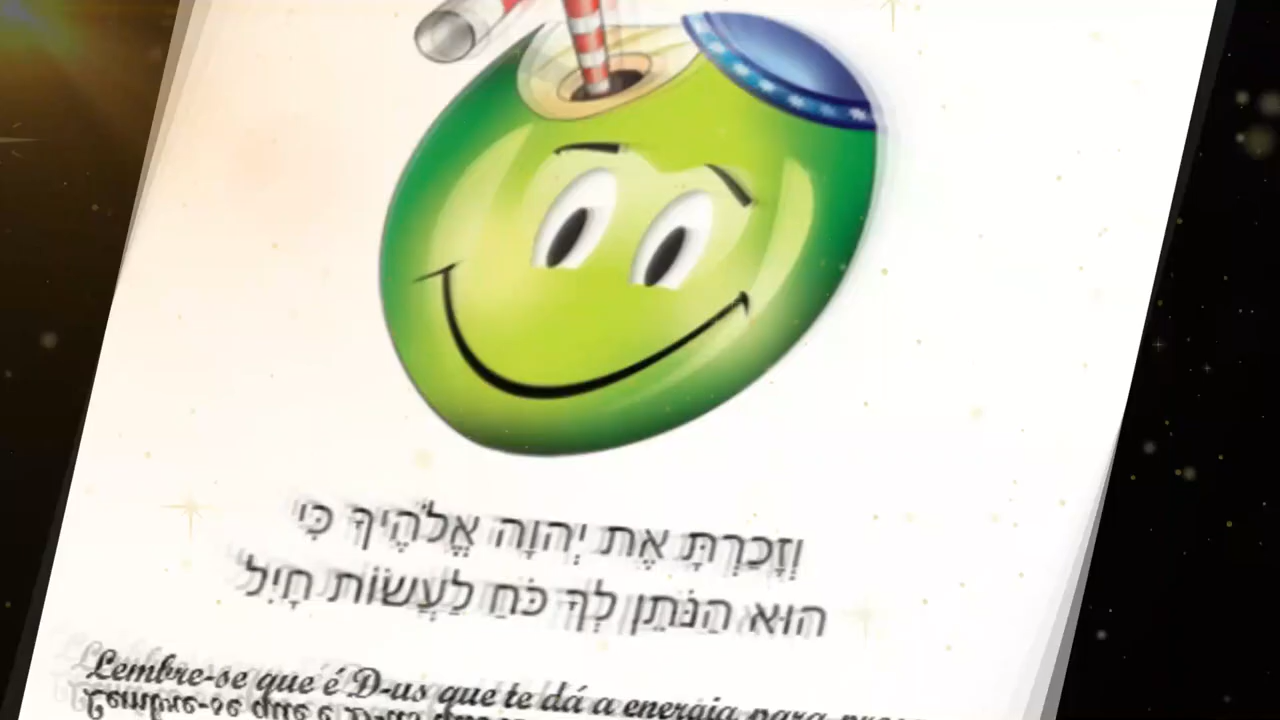 וְזָכַרְתָּ אֶת יְהוָה אֱלֹהֶיךָ כִּי
הוּא הַנֹּתֵן לְךָ כֹּחַ לַעֲשׂוֹת חָיִל
Lembre-se que é D-us que te dá a energia para